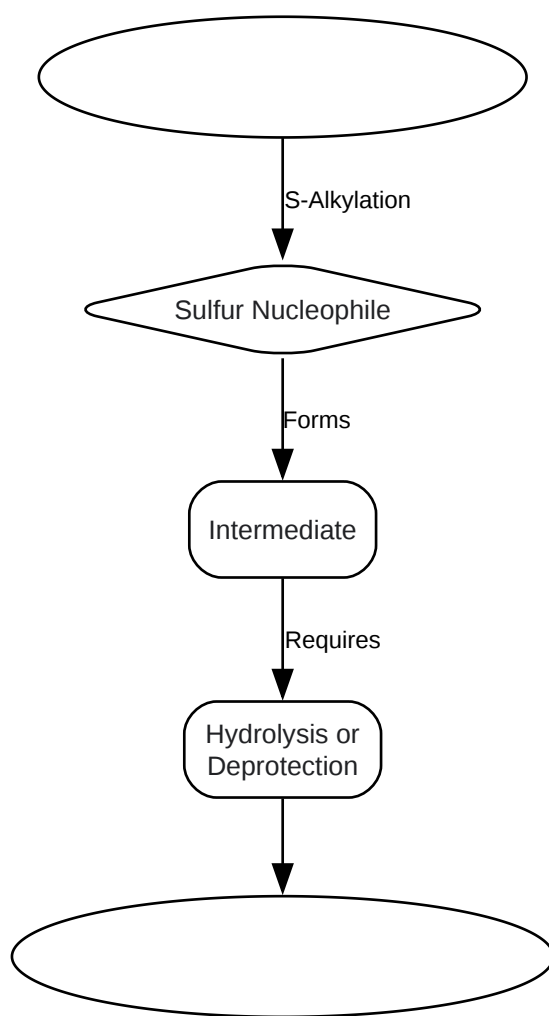 S-Alkylation
Sulfur Nucleophile
Forms
Intermediate
Requires
Hydrolysis or
Deprotection